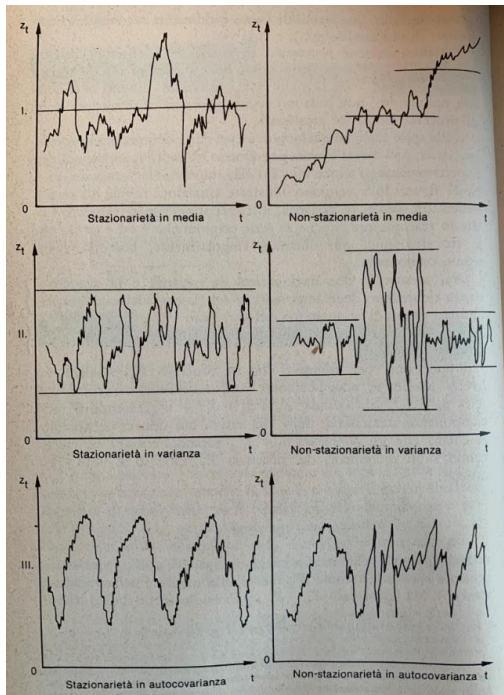 z_t
z_t
I.
0
t
0
t
Stazionarietà in media
Non-stazionarietà in media
z_t
z_t
II.
0
t
0
t
Stazionarietà in varianza
Non-stazionarietà in varianza
z_t
z_t
III.
0
t
0
t
Stazionarietà in autocovarianza
Non-stazionarietà in autocovarianza